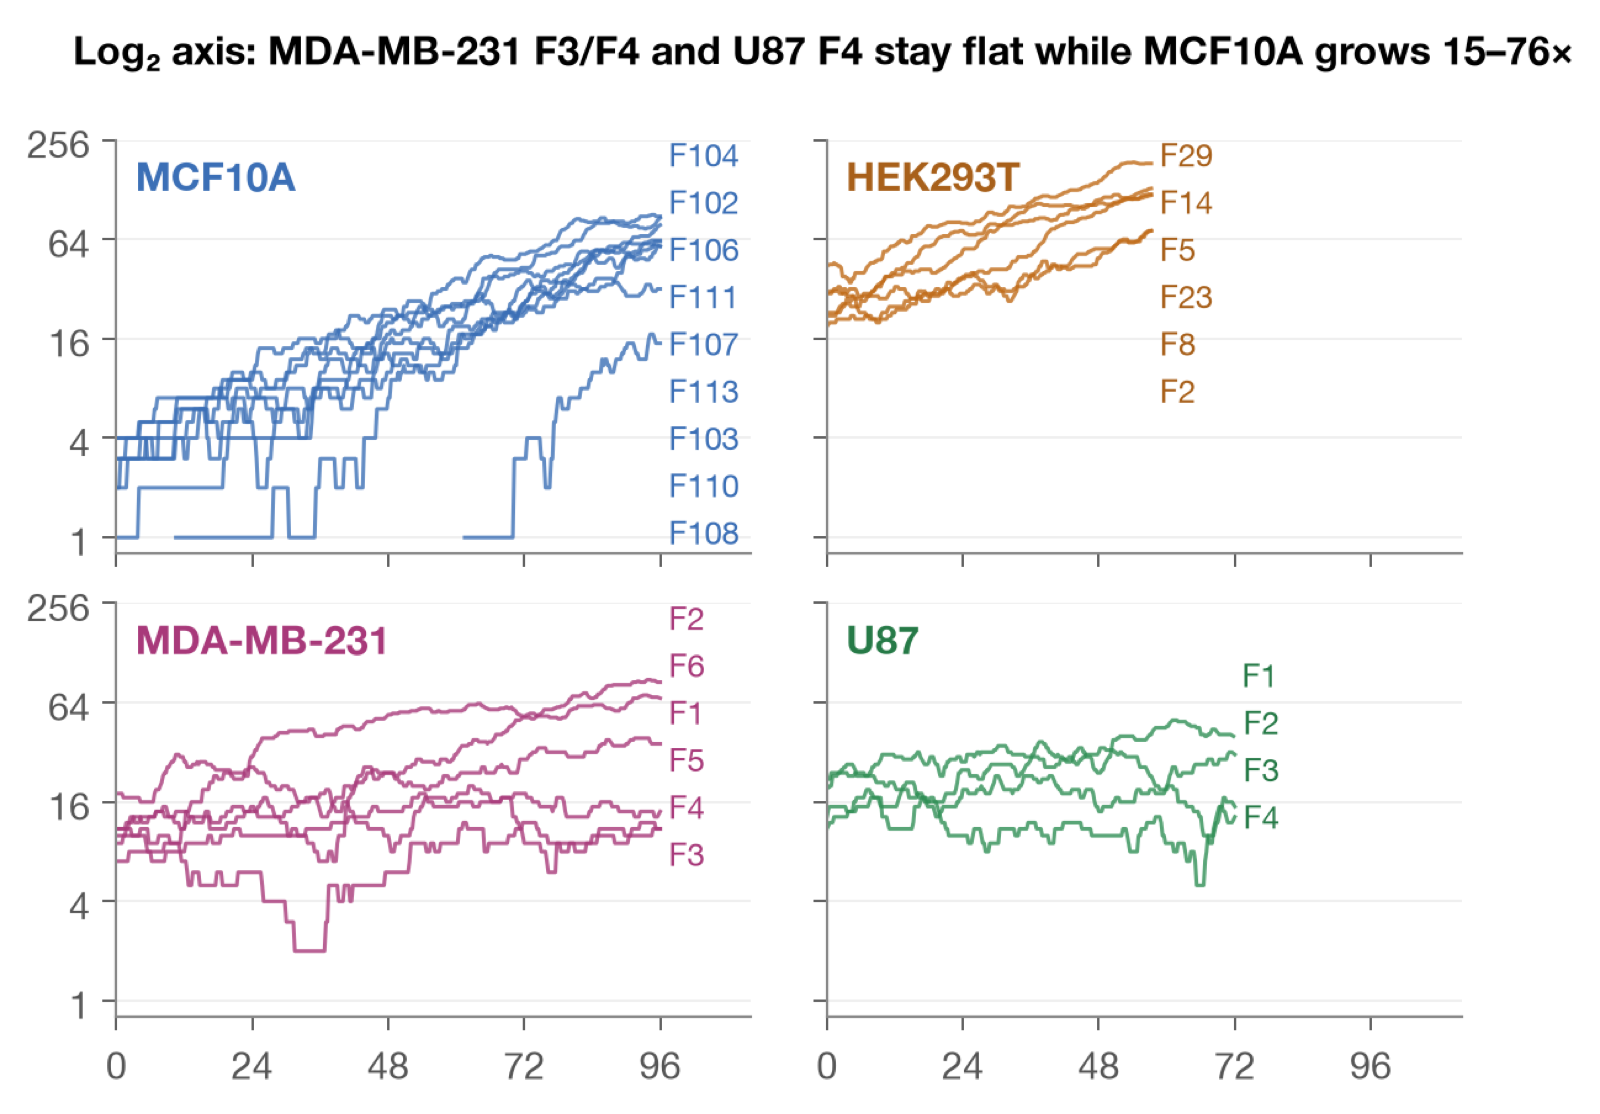 Log₂ axis: MDA-MB-231 F3/F4 and U87 F4 stay flat while MCF10A grows 15–76×
MCF10A
256
64
16
4
1
F104
F102
F106
F111
F107
F113
F103
F110
F108
HEK293T
F29
F14
F5
F23
F8
F2
MDA-MB-231
256
64
16
4
1
F2
F6
F1
F5
F4
F3
0 24 48 72 96
U87
F1
F2
F3
F4
0 24 48 72 96